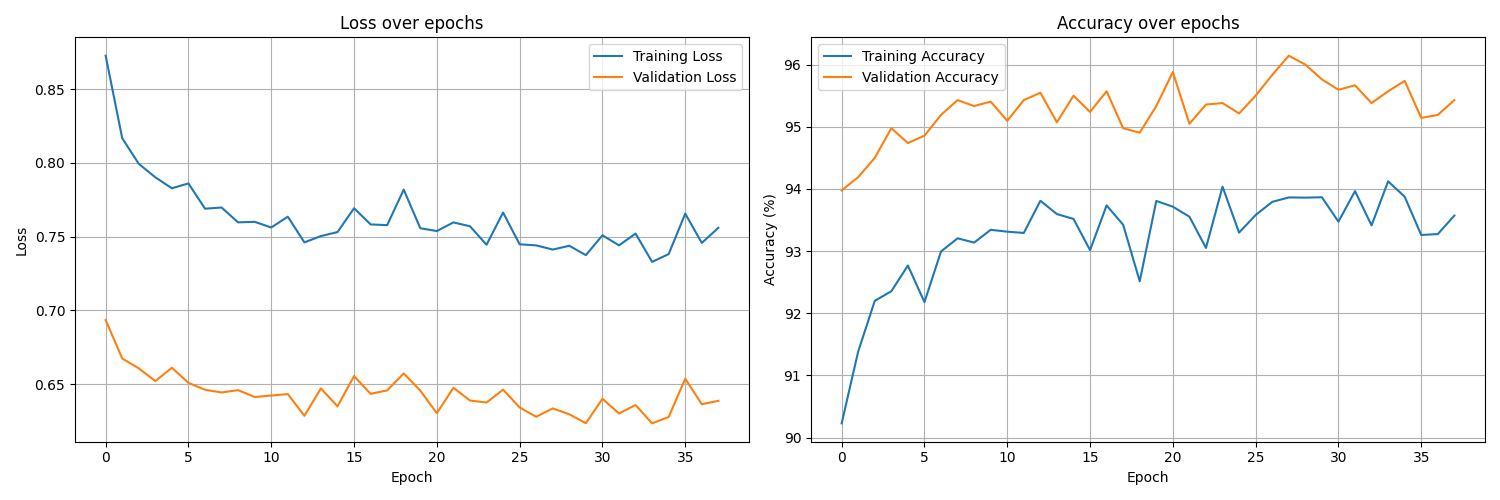 Loss over epochs
Training Loss
Validation Loss
0.85
0.80
0.75
0.70
0.65
Loss
0 5 10 15 20 25 30 35
Epoch
Accuracy over epochs
Training Accuracy
Validation Accuracy
96
95
94
93
92
91
90
Accuracy (%)
0 5 10 15 20 25 30 35
Epoch